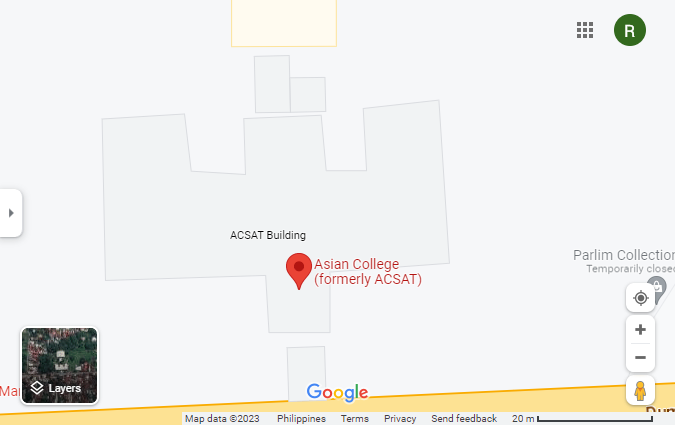 R
ACSAT Building
Asian College
(formerly ACSAT)
Parlim Collection
Temporarily closed
Layers
Google
Map data ©2023 Philippines Terms Privacy Send feedback 20 m